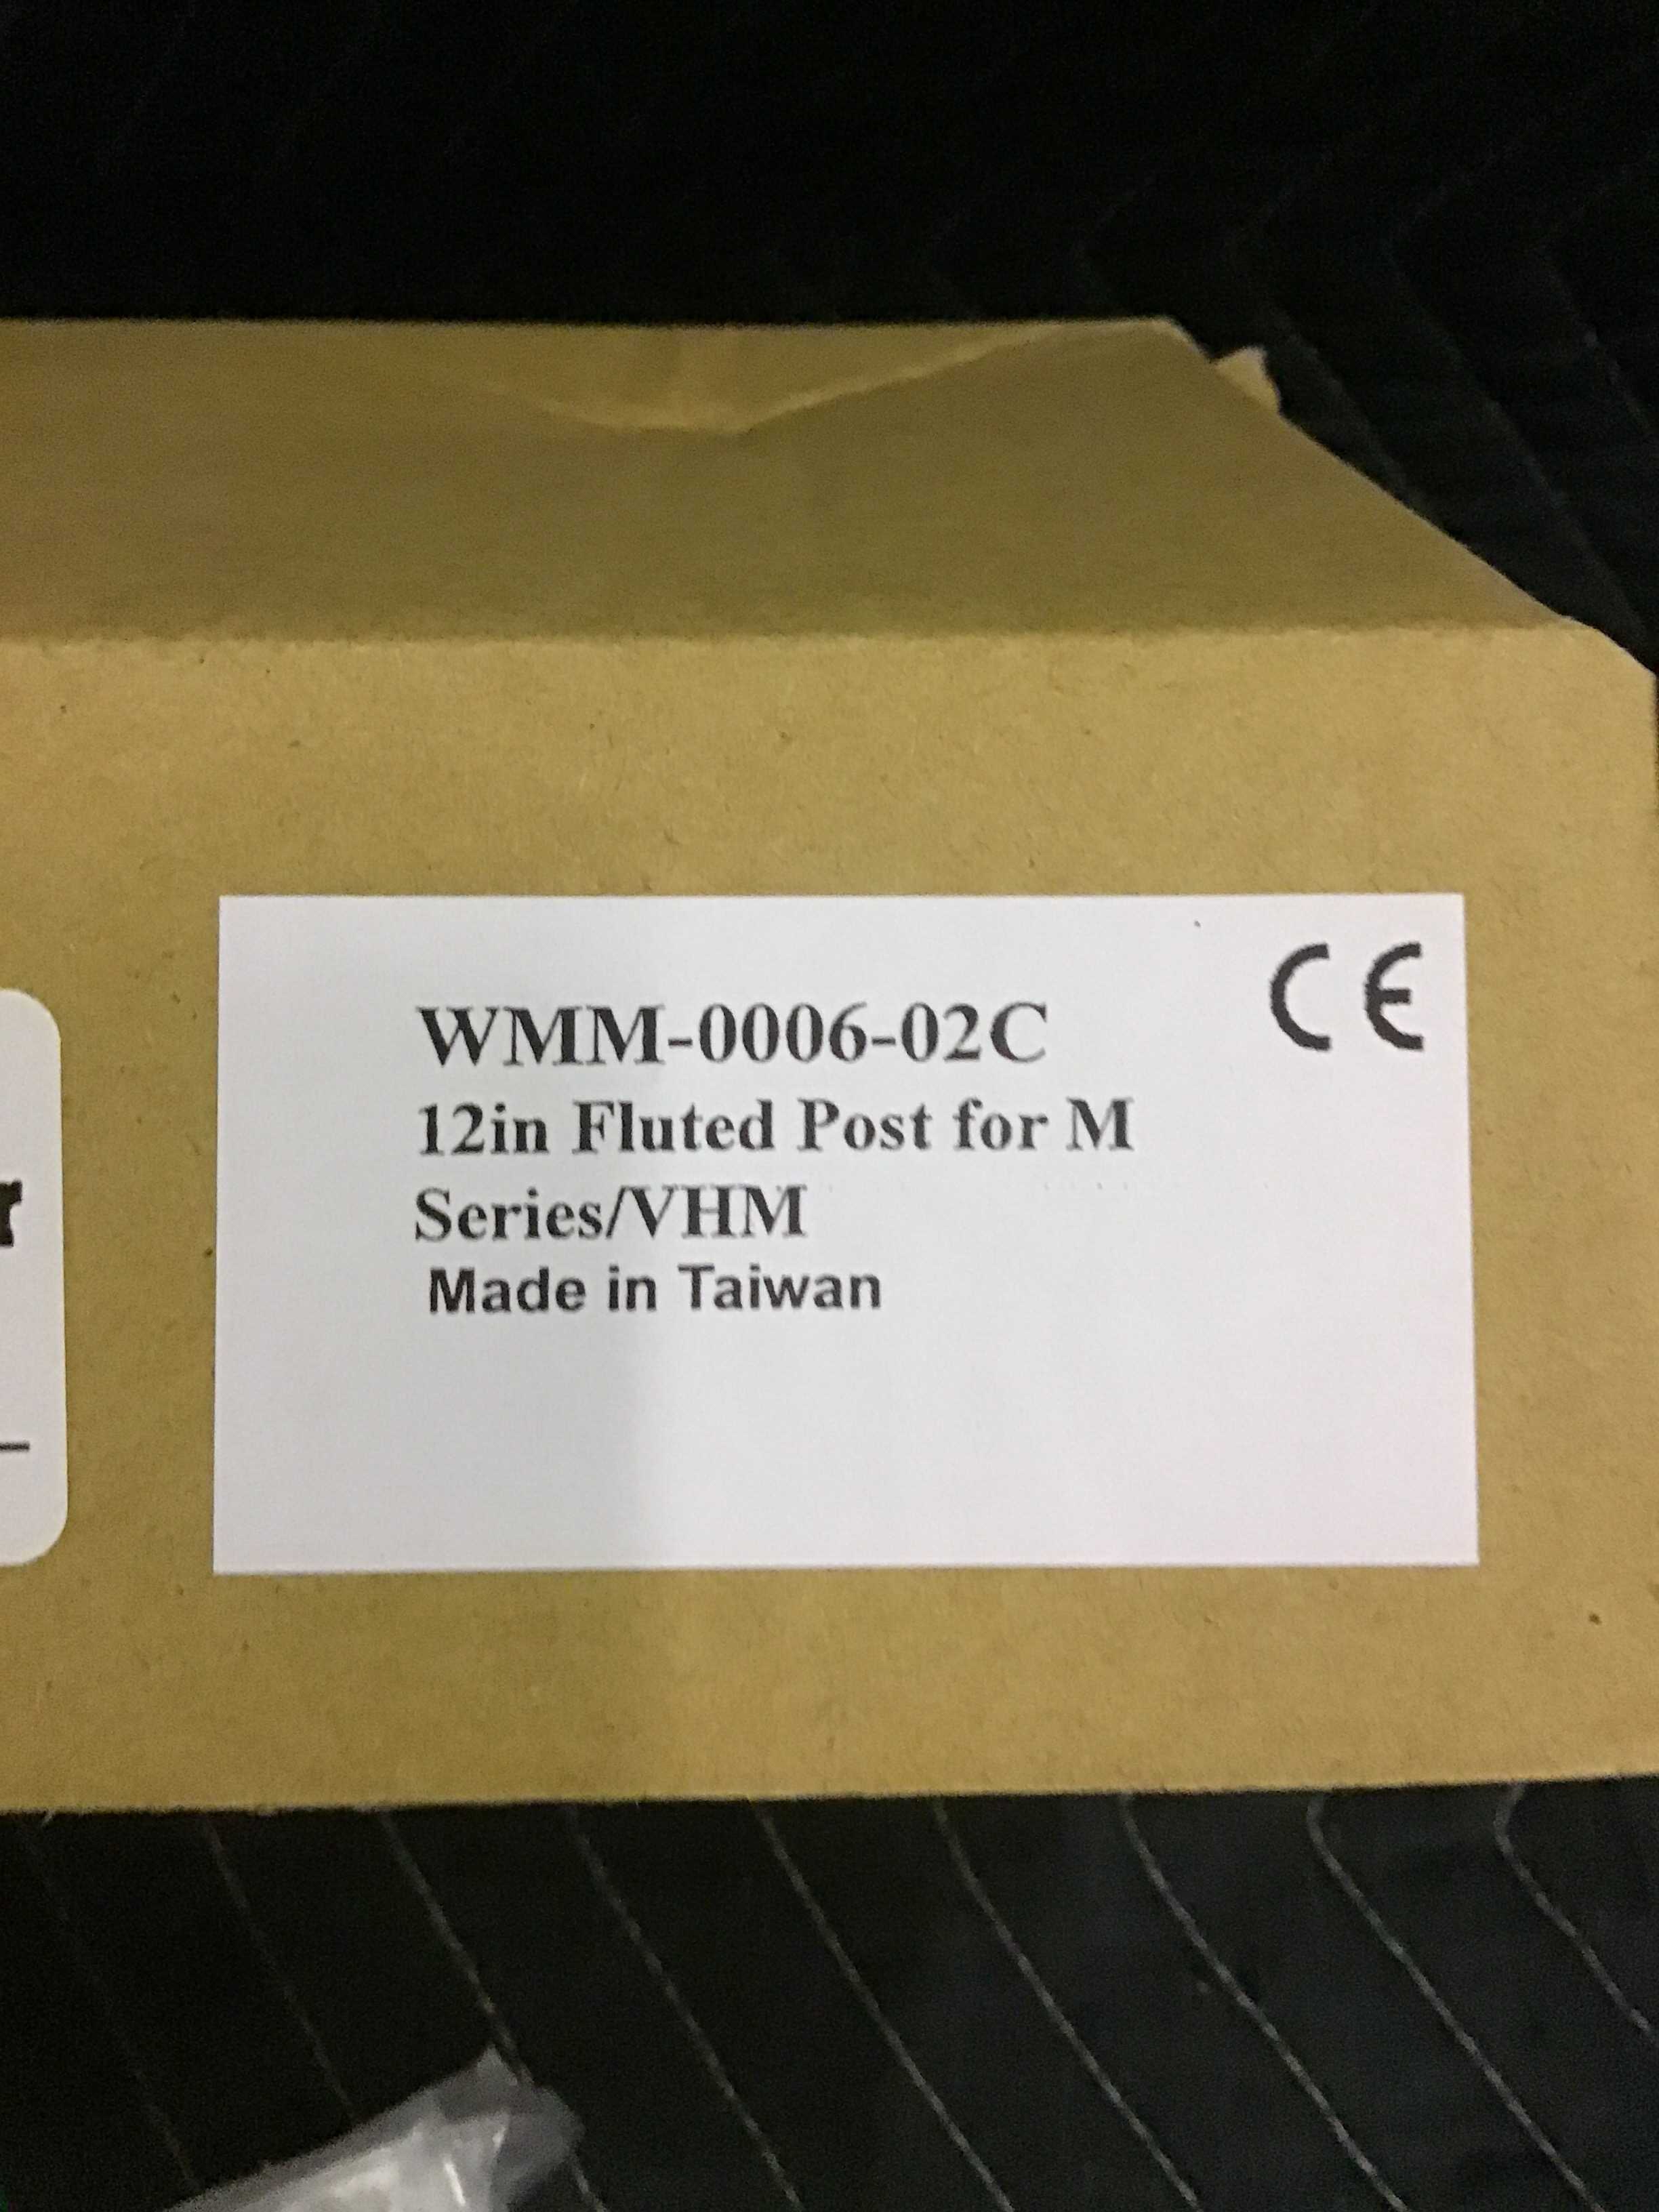 WMM-0006-02C
CE
12in Fluted Post for M
Series/VHM
Made in Taiwan
r